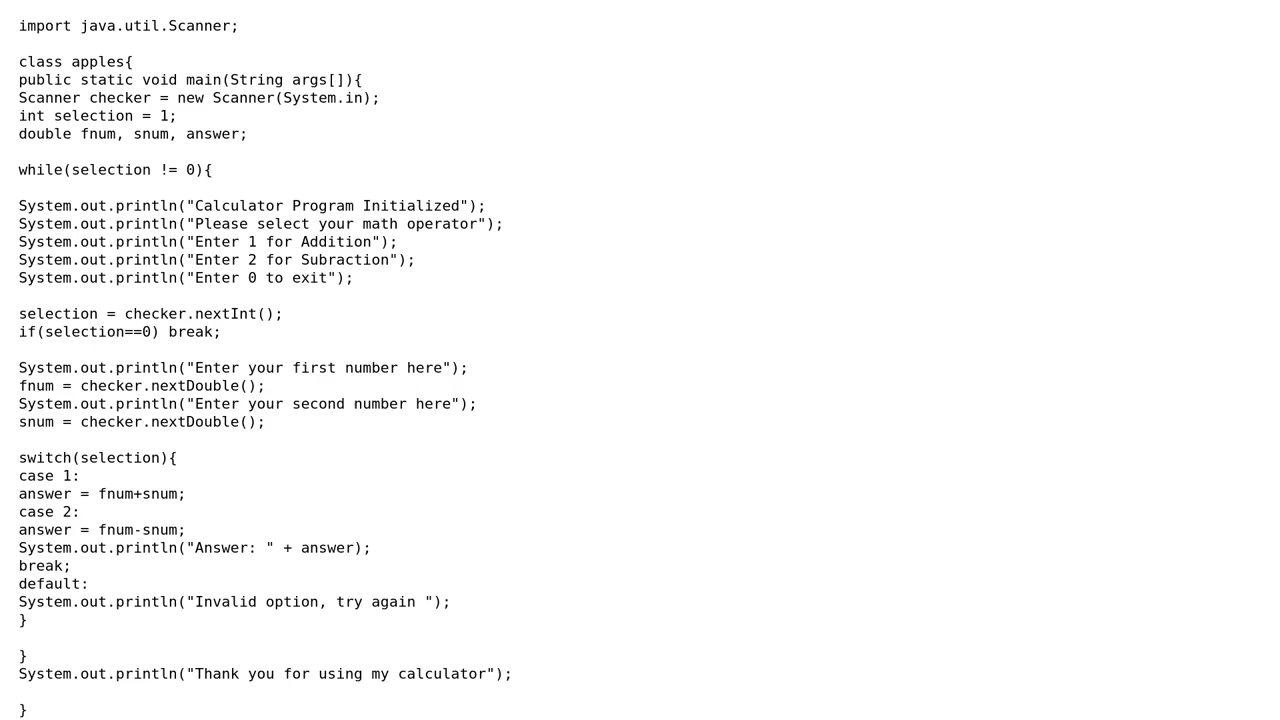 import java.util.Scanner;
class apples{
public static void main(String args[]){
Scanner checker = new Scanner(System.in);
int selection = 1;
double fnum, snum, answer;
while(selection != 0){
System.out.println("Calculator Program Initialized");
System.out.println("Please select your math operator");
System.out.println("Enter 1 for Addition");
System.out.println("Enter 2 for Subraction");
System.out.println("Enter 0 to exit");
selection = checker.nextInt();
if(selection==0) break;
System.out.println("Enter your first number here");
fnum = checker.nextDouble();
System.out.println("Enter your second number here");
snum = checker.nextDouble();
switch(selection){
case 1:
answer = fnum+snum;
case 2:
answer = fnum-snum;
System.out.println("Answer: " + answer);
break;
default:
System.out.println("Invalid option, try again ");
}
}
System.out.println("Thank you for using my calculator");
}